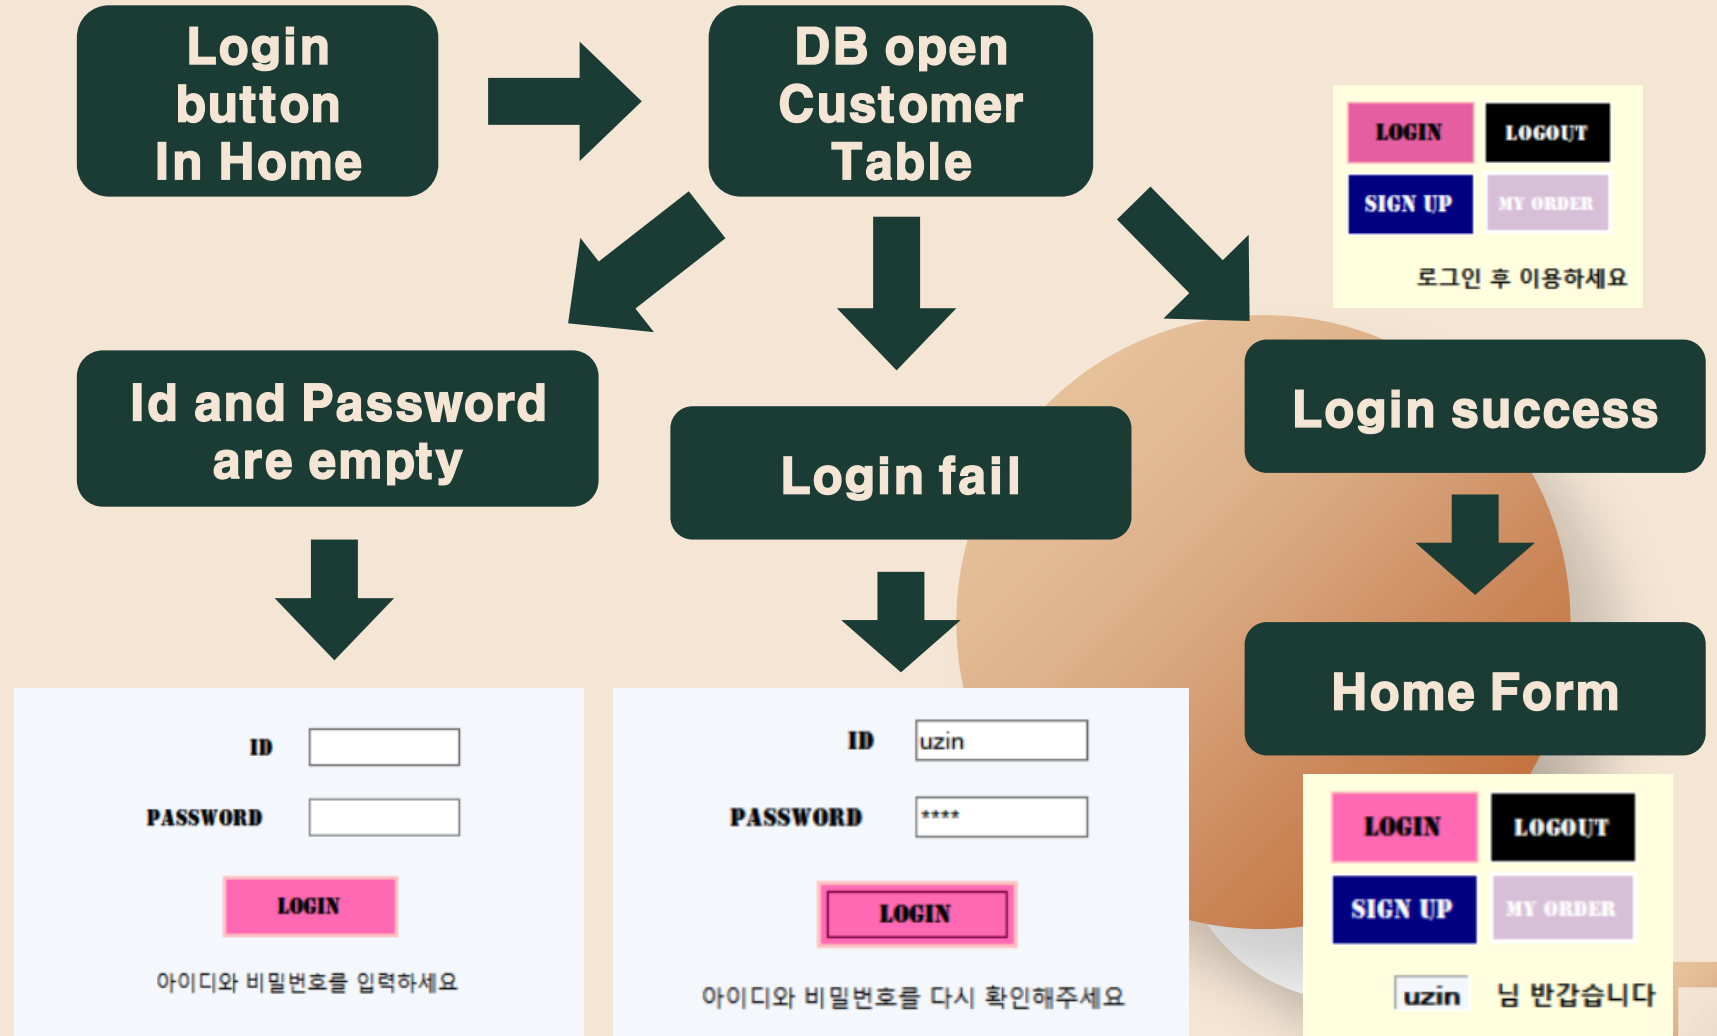 Login
button
In Home
DB open
Customer
Table
LOGIN
LOGOUT
SIGN UP
MY ORDER
로그인 후 이용하세요
Id and Password
are empty
Login fail
Login success
Home Form
ID
PASSWORD
LOGIN
아이디와 비밀번호를 입력하세요
ID
uzin
PASSWORD
****
LOGIN
아이디와 비밀번호를 다시 확인해주세요
LOGIN
LOGOUT
SIGN UP
MY ORDER
uzin 님 반갑습니다